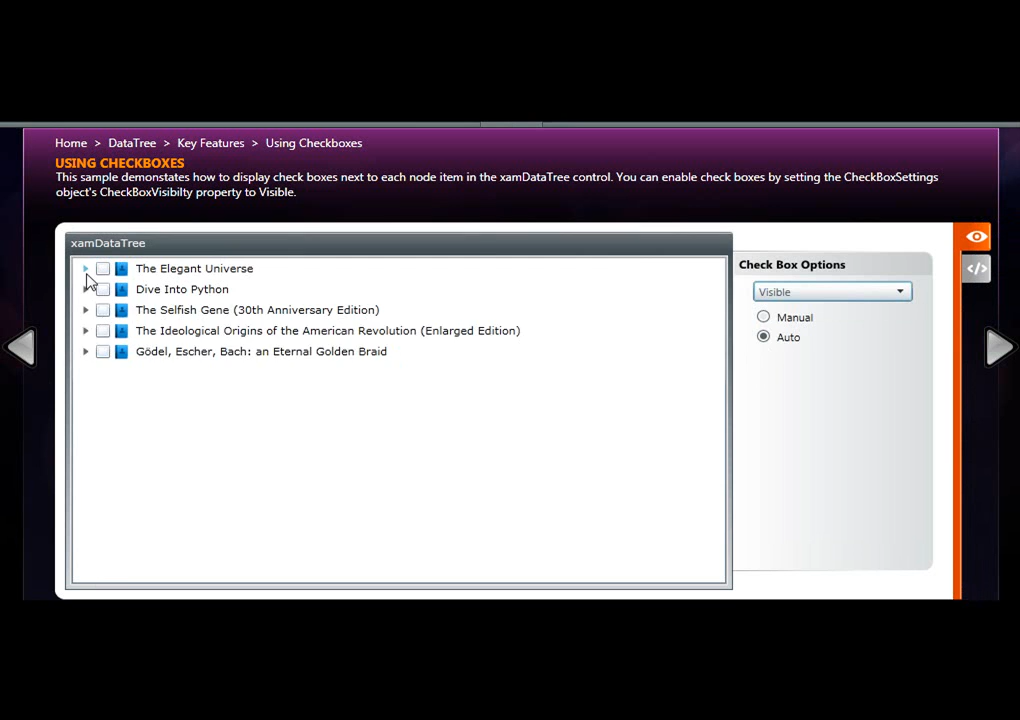 Home > DataTree > Key Features > Using Checkboxes
USING CHECKBOXES
This sample demonstates how to display check boxes next to each node item in the xamDataTree control. You can enable check boxes by setting the CheckBoxSettings
object's CheckBoxVisibilty property to Visible.
xamDataTree
The Elegant Universe
Dive Into Python
The Selfish Gene (30th Anniversary Edition)
The Ideological Origins of the American Revolution (Enlarged Edition)
Gödel, Escher, Bach: an Eternal Golden Braid
Check Box Options
Visible
Manual
Auto
</>